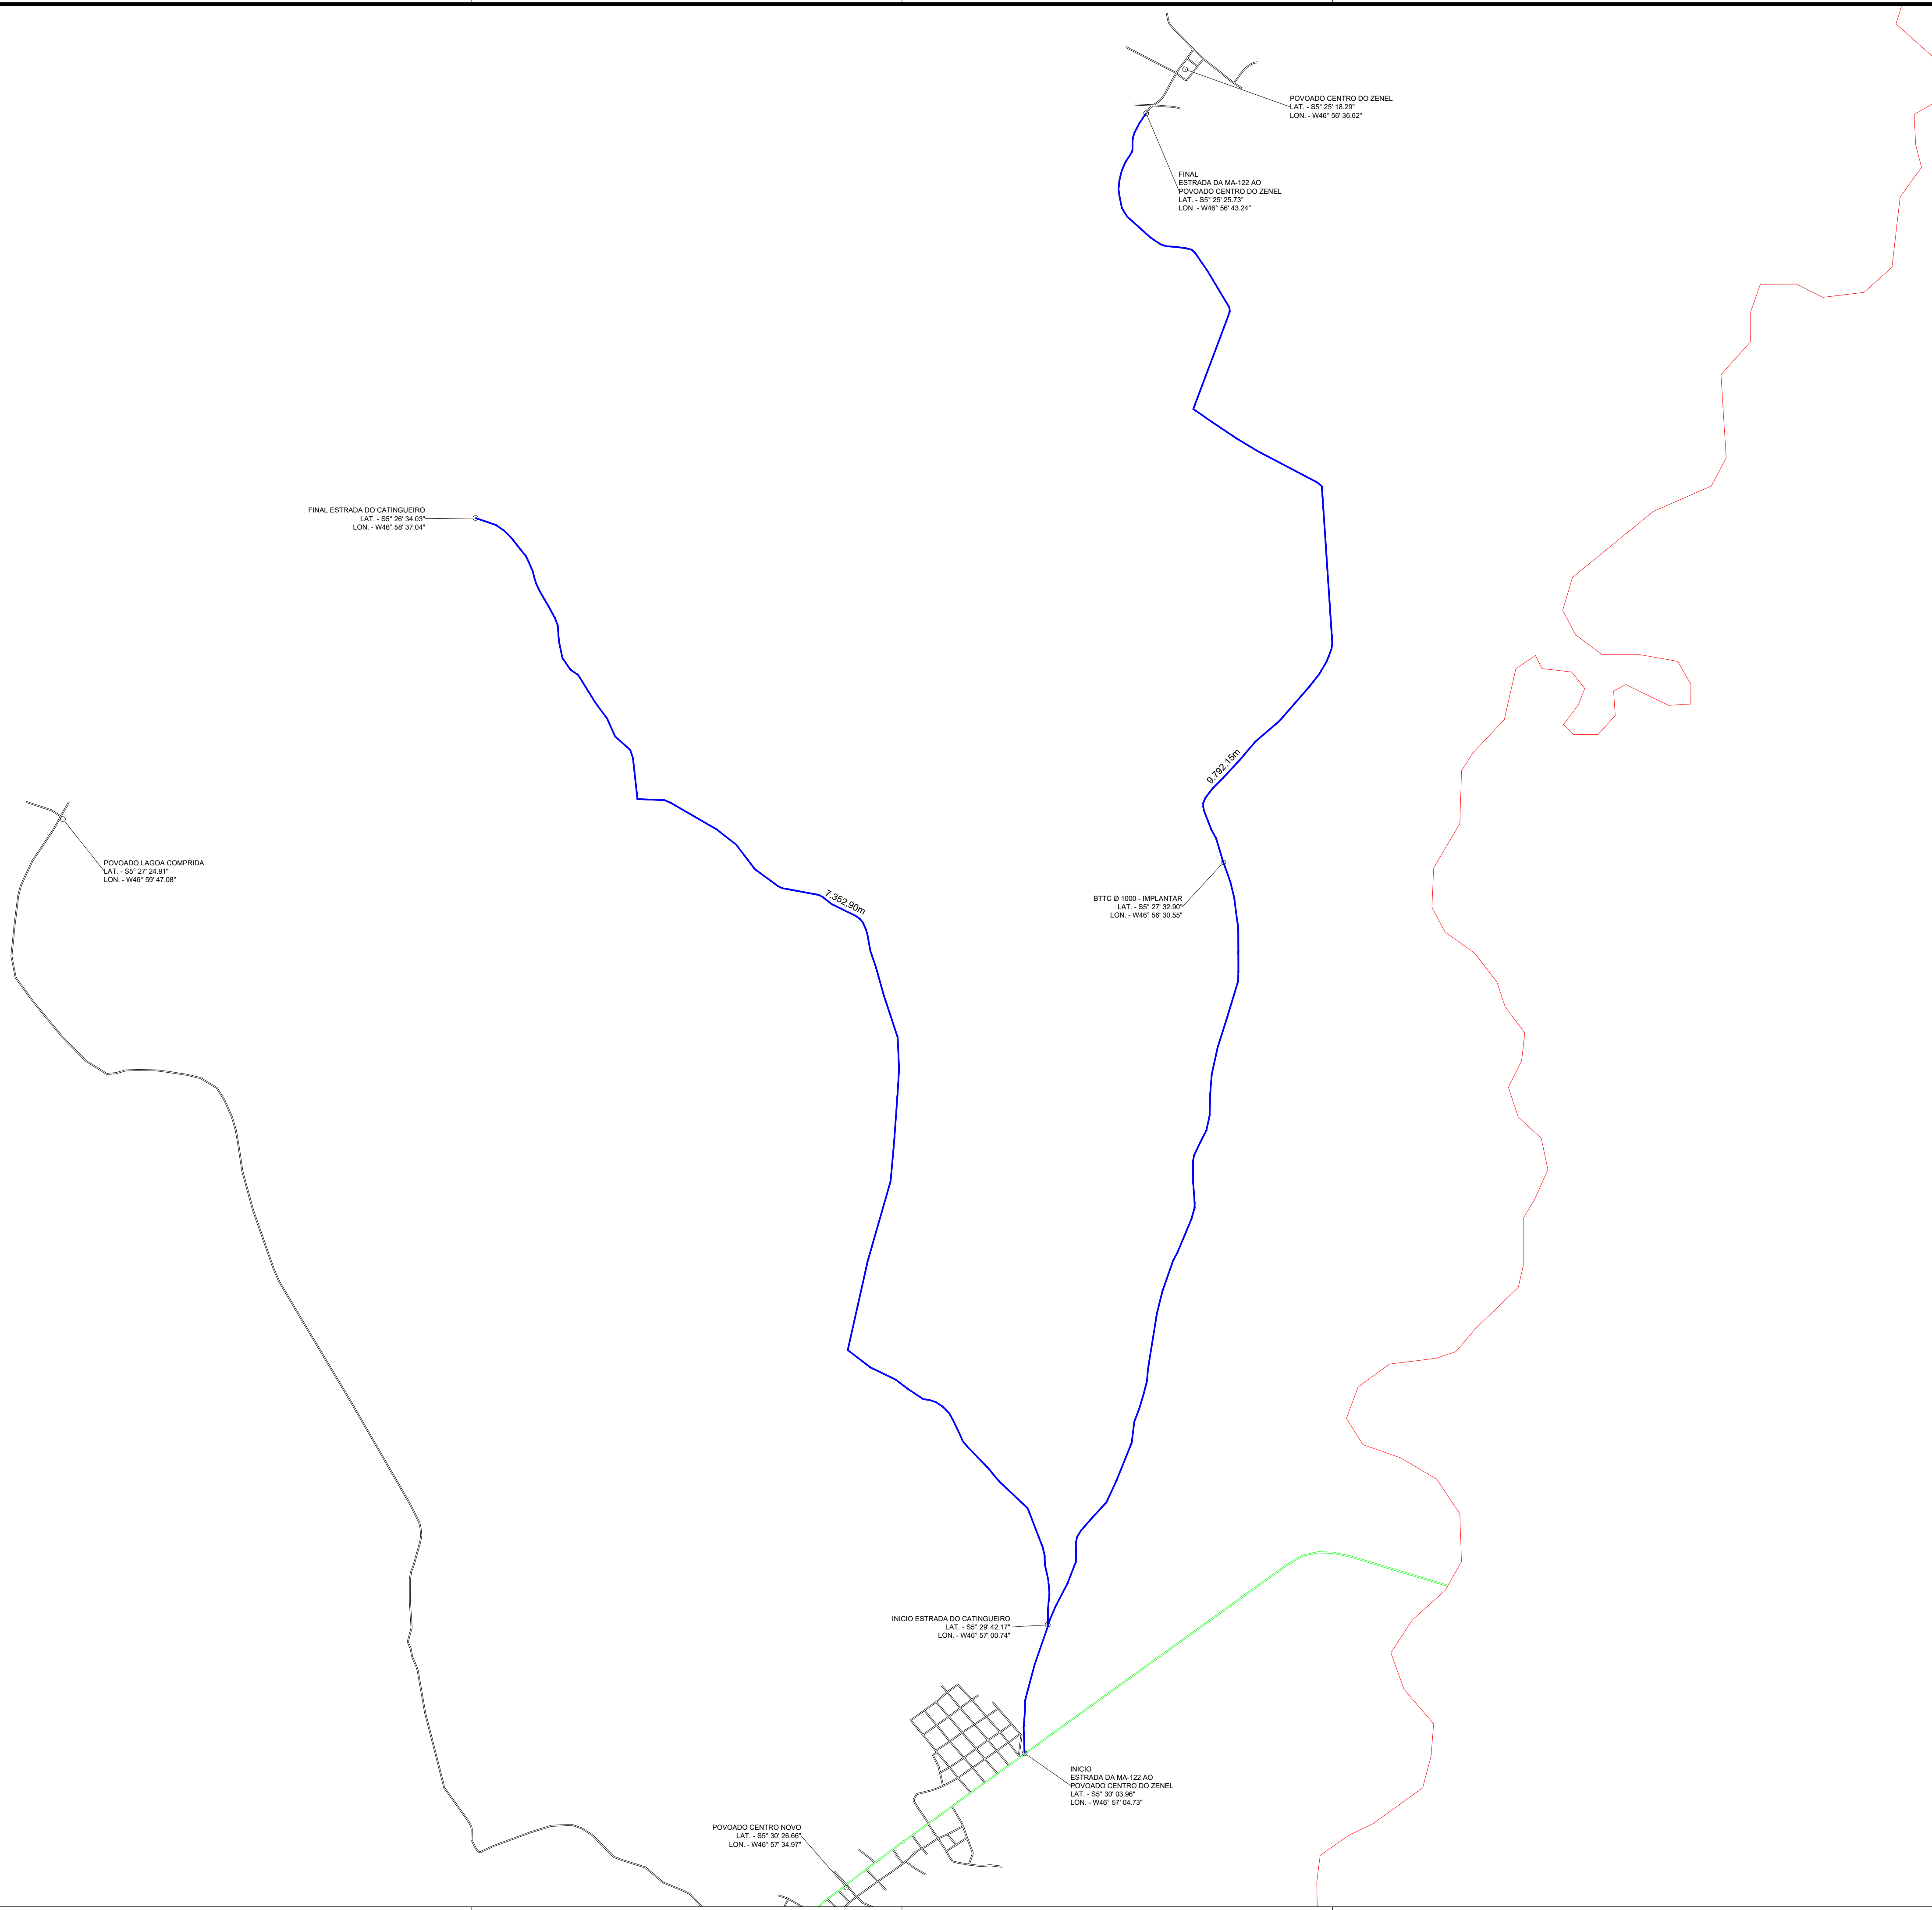 POVOADO CENTRO DO ZENEL
LAT. - S5° 25' 18.29"
LON. - W46° 56' 36.62"
FINAL
ESTRADA DA MA-122 AO
POVOADO CENTRO DO ZENEL
LAT. - S5° 25' 25.73"
LON. - W46° 56' 43.24"
FINAL ESTRADA DO CATINGUEIRO
LAT. - S5° 26' 34.03"
LON. - W46° 58' 37.04"
9.792,15m
POVOADO LAGOA COMPRIDA
LAT. - S5° 27' 24.91"
LON. - W46° 59' 47.08"
7.352,90m
BTTC Ø 1000 - IMPLANTAR
LAT. - S5° 27' 32.90"
LON. - W46° 56' 30.55"
INICIO ESTRADA DO CATINGUEIRO
LAT. - S5° 29' 42.17"
LON. - W46° 57' 00.74"
INICIO
ESTRADA DA MA-122 AO
POVOADO CENTRO DO ZENEL
LAT. - S5° 30' 03.96"
LON. - W46° 57' 04.73"
POVOADO CENTRO NOVO
LAT. - S5° 30' 26.66"
LON. - W46° 57' 34.97"